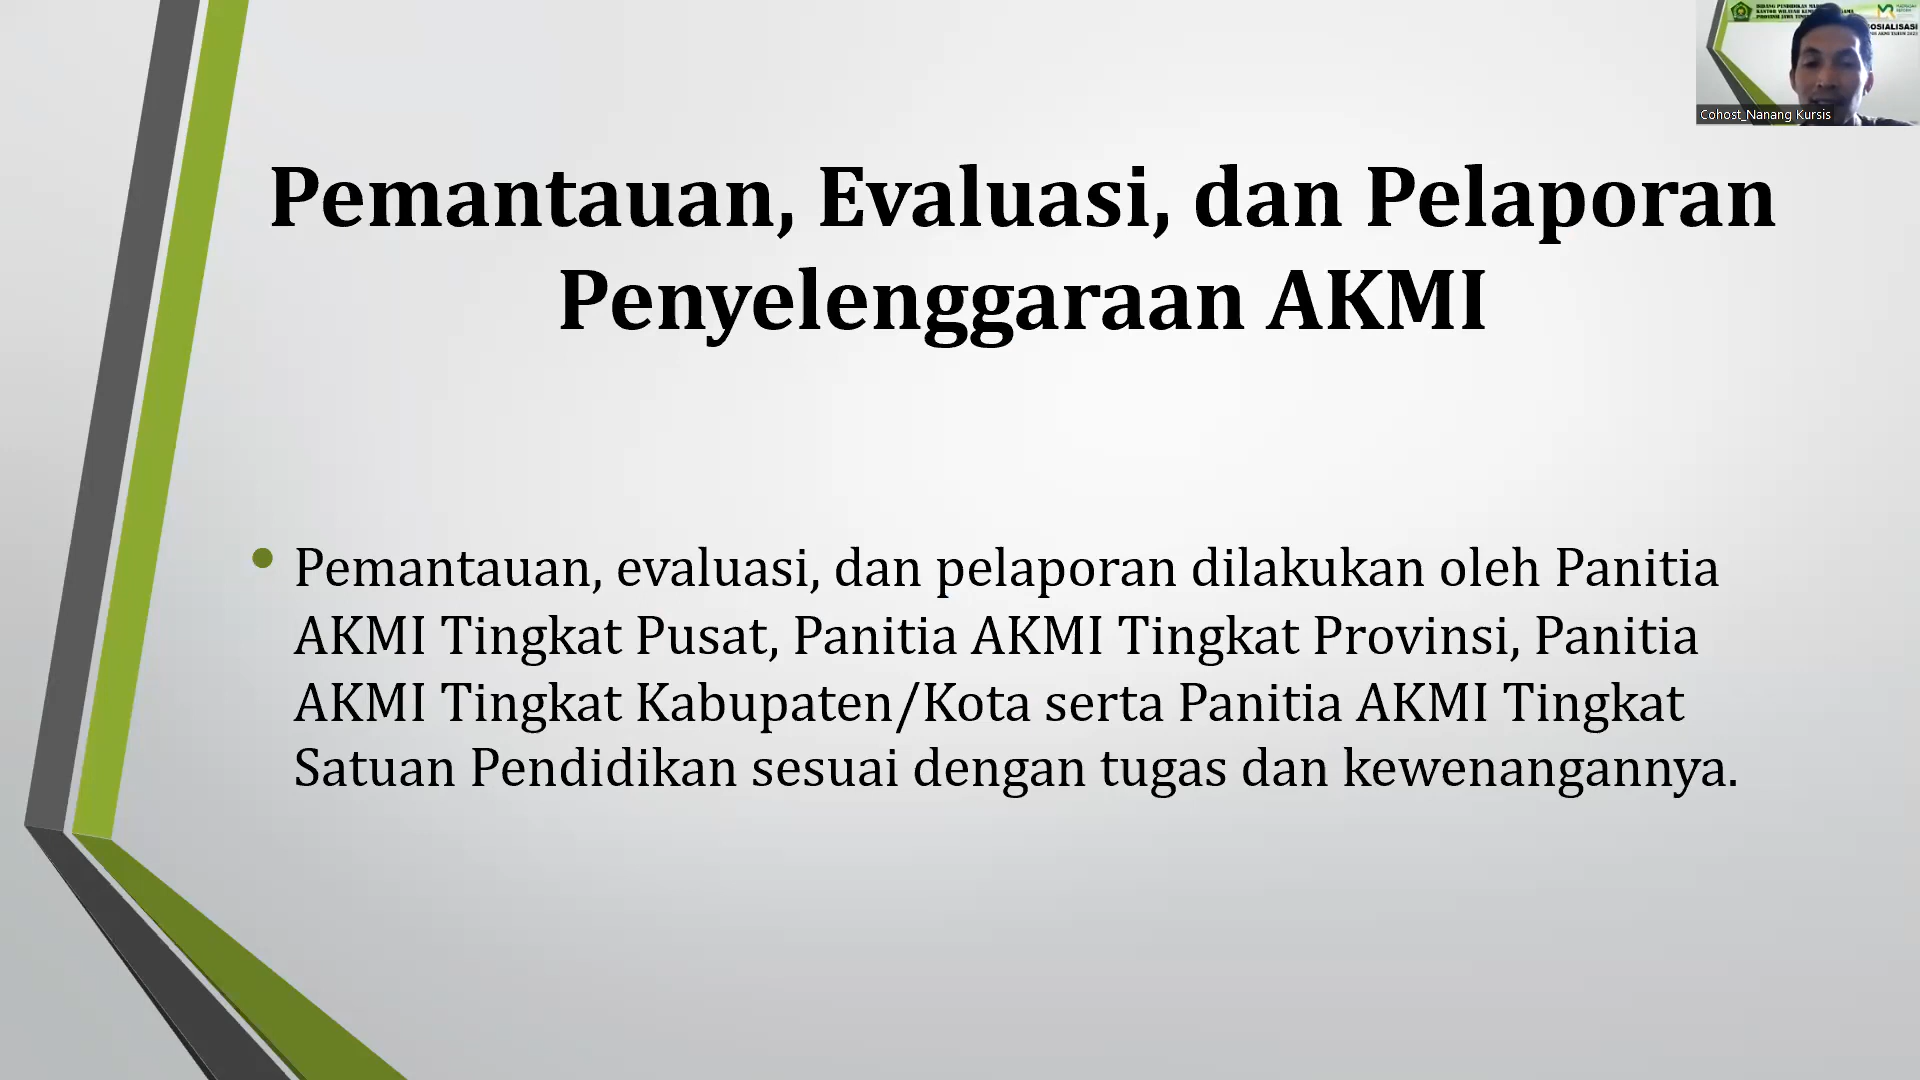 Pemantauan, Evaluasi, dan Pelaporan
Penyelenggaraan AKMI
• Pemantauan, evaluasi, dan pelaporan dilakukan oleh Panitia
AKMI Tingkat Pusat, Panitia AKMI Tingkat Provinsi, Panitia
AKMI Tingkat Kabupaten/Kota serta Panitia AKMI Tingkat
Satuan Pendidikan sesuai dengan tugas dan kewenangannya.
Cohost_Nanang Kursis